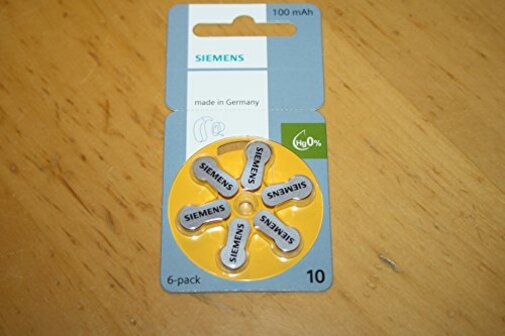 100 mAh
SIEMENS
made in Germany
Hg0%
SIEMENS
SIEMENS
SIEMENS
SIEMENS
SIEMENS
SIEMENS
6-pack
10